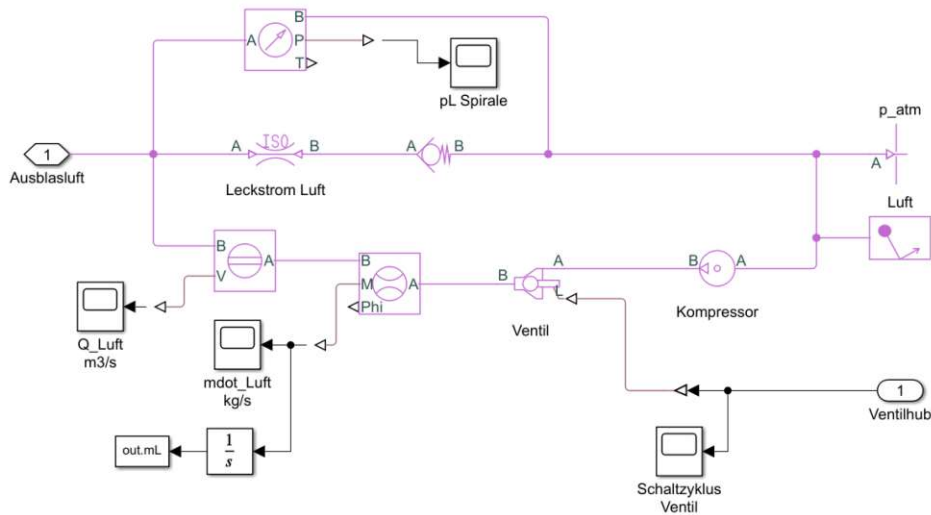 B
A
P
T
pL Spirale
p_atm
1
Ausblasluft
A
ISO
B
A
B
A
Leckstrom Luft
Luft
B
A
V
B
M
A
Phi
B
A
L
B
A
Ventil
Kompressor
Q_Luft
m3/s
mdot_Luft
kg/s
1
Ventilhub
out.mL
1
s
Schaltzyklus
Ventil